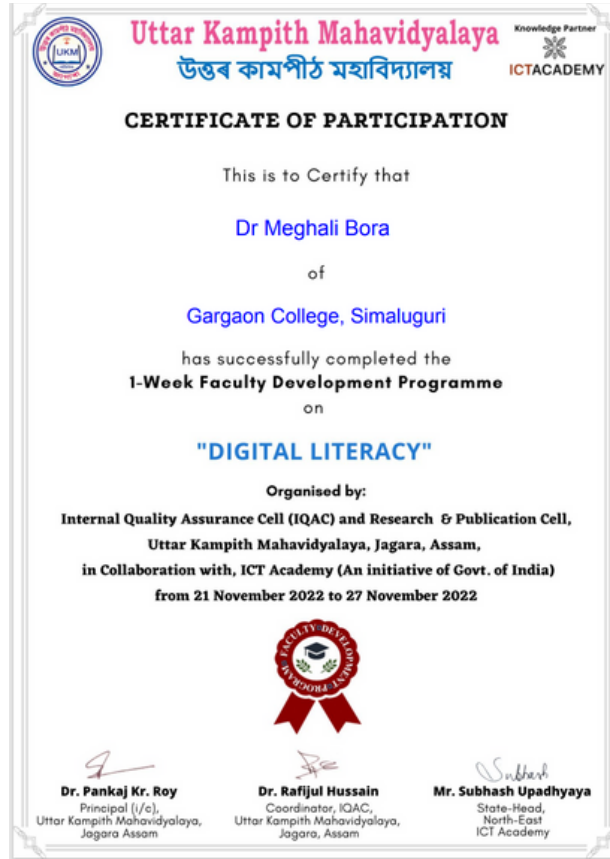 Uttar Kampith Mahavidyalaya
উত্তৰ কামপীঠ মহাবিদ্যালয়
UKM
Knowledge Partner
ICTACADEMY
CERTIFICATE OF PARTICIPATION
This is to Certify that
Dr Meghali Bora
of
Gargaon College, Simaluguri
has successfully completed the
1-Week Faculty Development Programme
on
"DIGITAL LITERACY"
Organised by:
Internal Quality Assurance Cell (IQAC) and Research & Publication Cell,
Uttar Kampith Mahavidyalaya, Jagara, Assam,
in Collaboration with, ICT Academy (An initiative of Govt. of India)
from 21 November 2022 to 27 November 2022
FACULTY DEVELOPMENT
PROGRAM
Subhash
Dr. Pankaj Kr. Roy
Principal (i/c),
Uttar Kampith Mahavidyalaya,
Jagara Assam
Dr. Rafijul Hussain
Coordinator, IQAC,
Uttar Kampith Mahavidyalaya,
Jagara, Assam
Mr. Subhash Upadhyaya
State-Head,
North-East
ICT Academy